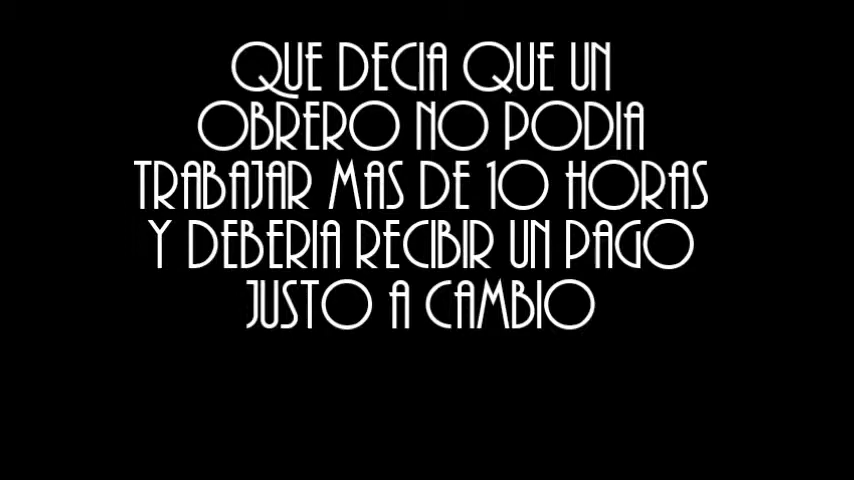 QUE DECIA QUE UN
OBRERO NO PODIA
TRABAJAR MAS DE 10 HORAS
Y DEBERIA RECIBIR UN PAGO
JUSTO A CAMBIO